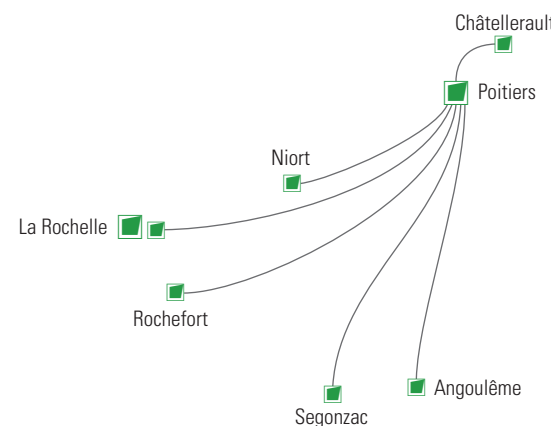 Châtellerault
Poitiers
Niort
La Rochelle
Rochefort
Angoulême
Segonzac